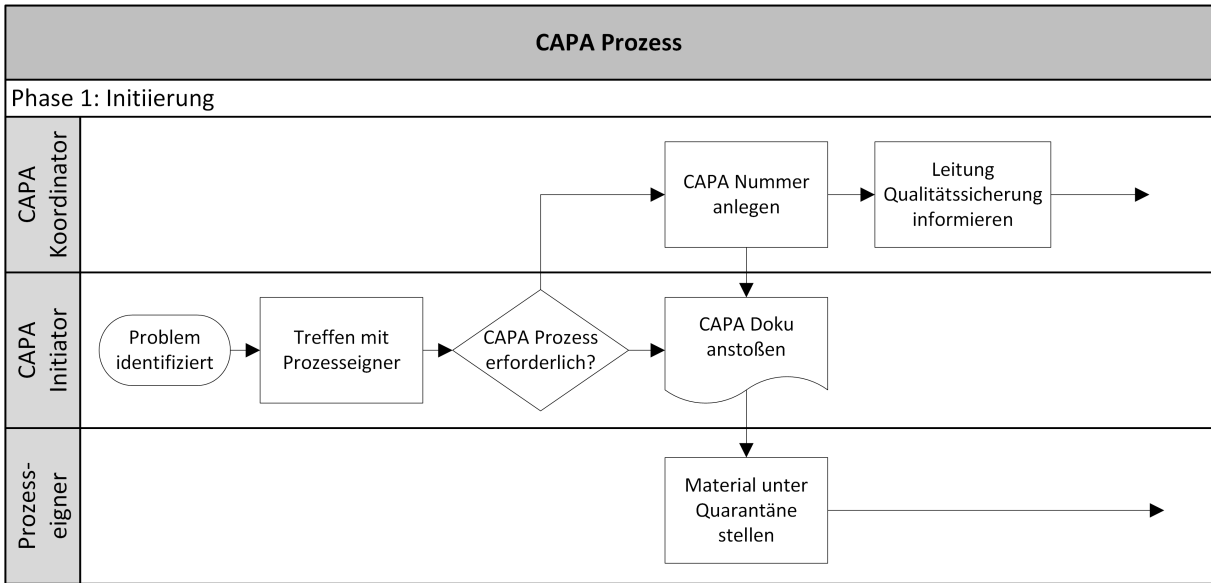 CAPA Prozess
Phase 1: Initiierung
CAPA
Koordinator
CAPA Nummer
anlegen
Leitung
Qualitätssicherung
informieren
CAPA
Initiator
Problem
identifiziert
Treffen mit
Prozesseigner
CAPA Prozess
erforderlich?
CAPA Doku
anstoßen
Prozess-
eigner
Material unter
Quarantäne
stellen